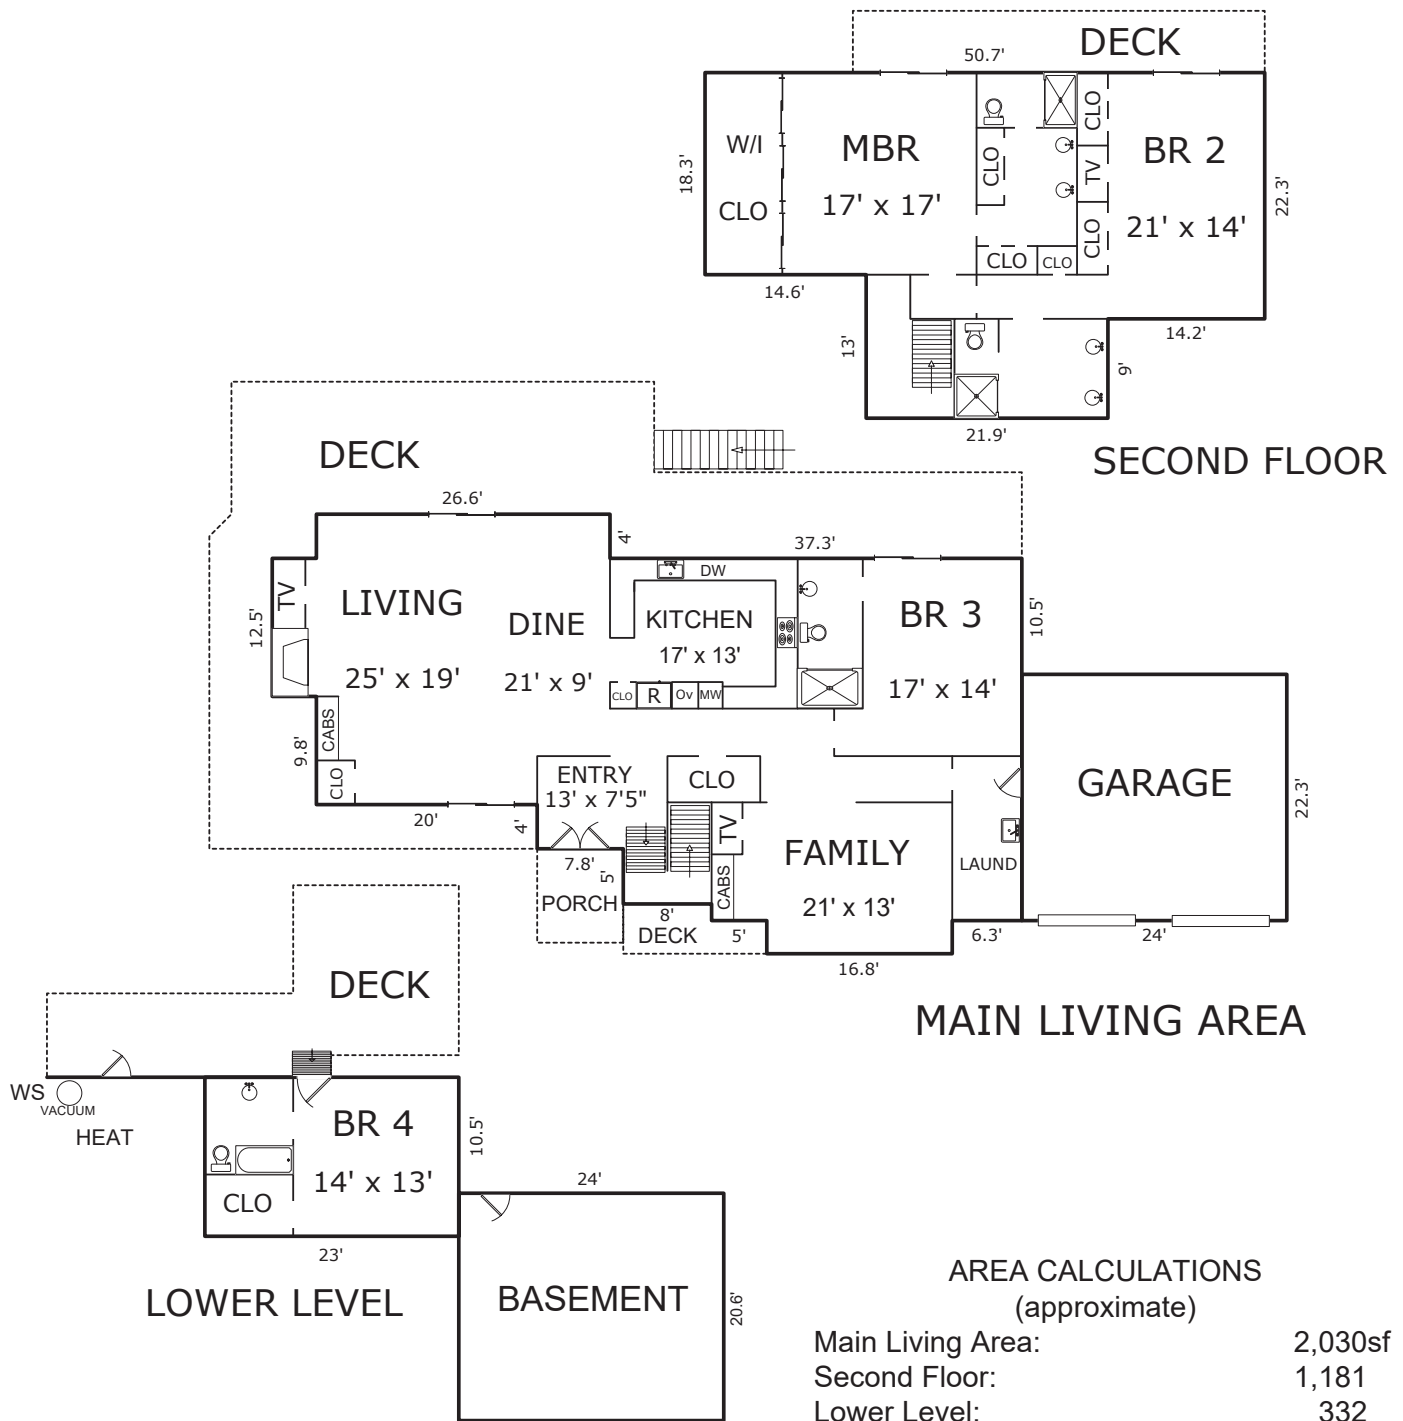 DECK
50.7'
W/I
CLO
MBR
17' x 17'
CLO
CLO
CLO
CLO
TV
CLO
BR 2
21' x 14'
18.3'
22.3'
14.6'
13'
14.2'
9'
21.9'
SECOND FLOOR
DECK
26.6'
4'
37.3'
TV
12.5'
LIVING
25' x 19'
DINE
21' x 9'
DW
KITCHEN
17' x 13'
CLO
R
Ov
MW
BR 3
17' x 14'
10.5'
CABS
9.8'
CLO
20'
4'
ENTRY
13' x 7'5"
CLO
TV
CABS
FAMILY
21' x 13'
LAUND
GARAGE
22.3'
7.8'
5'
PORCH
8'
DECK
5'
16.8'
6.3'
24'
MAIN LIVING AREA
DECK
WS
VACUUM
HEAT
BR 4
14' x 13'
CLO
10.5'
23'
24'
LOWER LEVEL
BASEMENT
20.6'
AREA CALCULATIONS
(approximate)
Main Living Area: 2,030sf
Second Floor: 1,181
Lower Level: 332